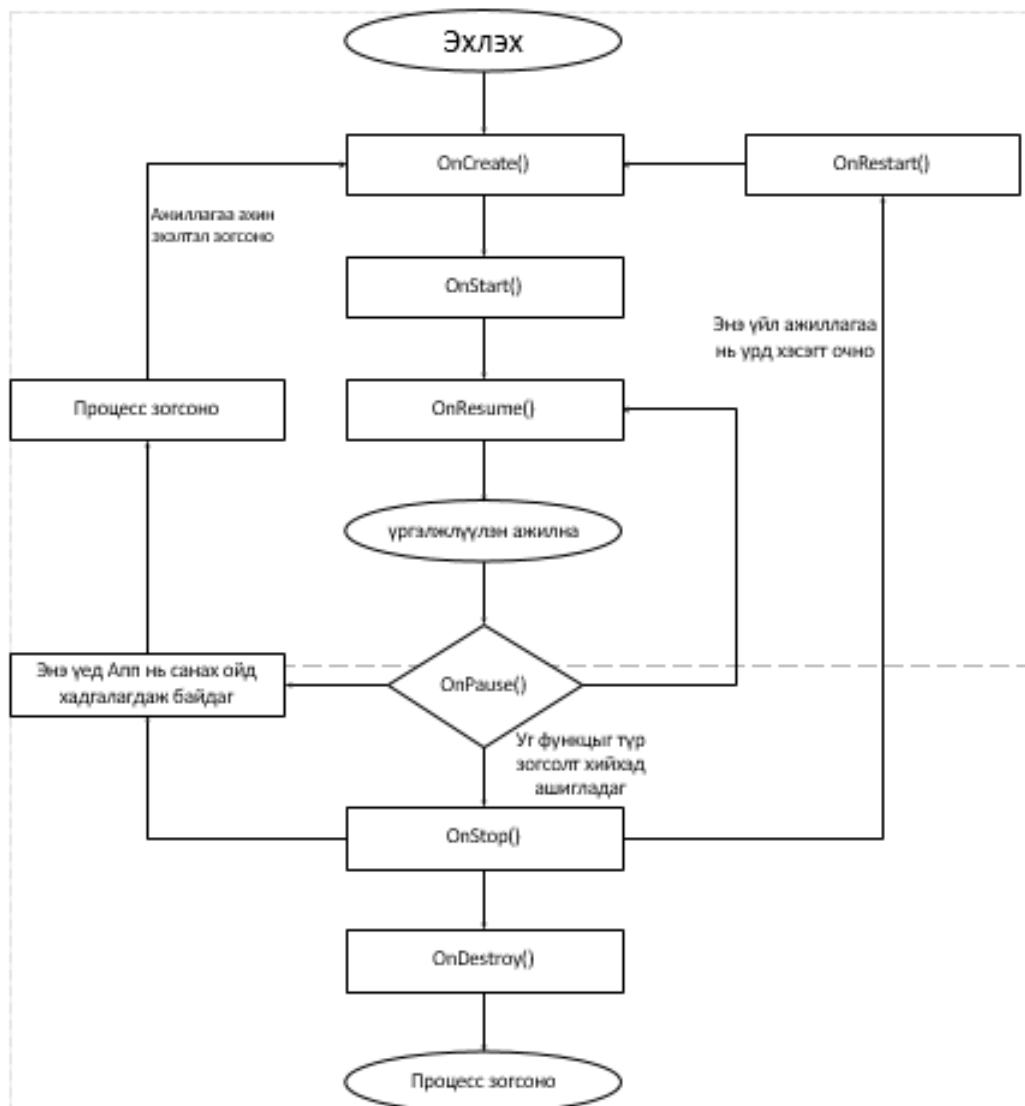 Эхлэх
OnCreate()
OnRestart()
Ажиллагаа ахин
эхэлтэл зогсоно
OnStart()
Энэ үйл ажиллагаа
нь урд хэсэгт очно
Процесс зогсоно
OnResume()
үргэлжлүүлэн ажилна
Энэ үед Апп нь санах ойд
хадгалагдаж байдаг
OnPause()
Уг функцыг түр
зогсолт хийхад
ашигладаг
OnStop()
OnDestroy()
Процесс зогсоно